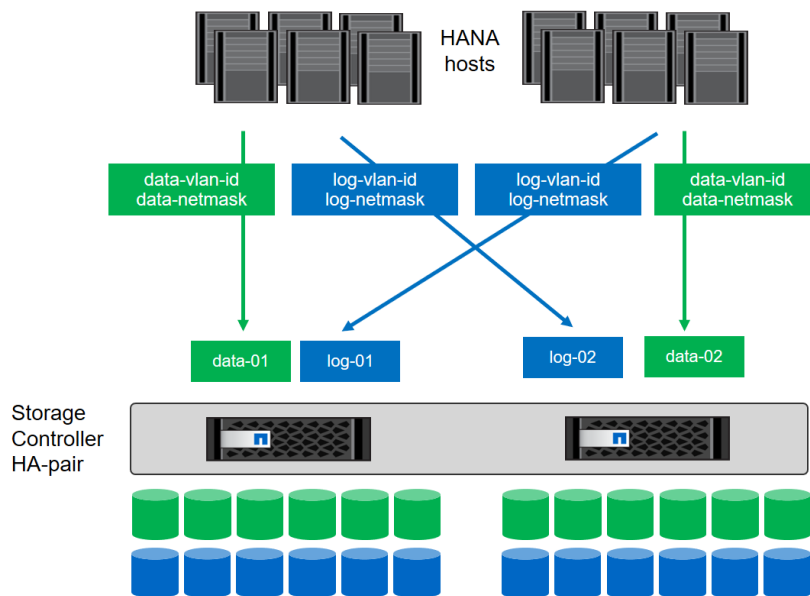 HANA
hosts
data-vlan-id
data-netmask
log-vlan-id
log-netmask
log-vlan-id
log-netmask
data-vlan-id
data-netmask
data-01
log-01
log-02
data-02
Storage
Controller
HA-pair